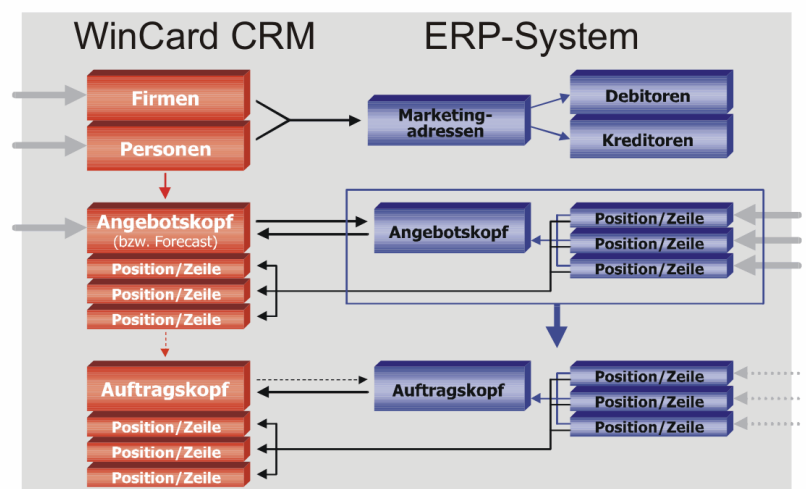 WinCard CRM
ERP-System
Firmen
Personen
Marketing-
adressen
Debitoren
Kreditoren
Angebotskopf
(bzw. Forecast)
Position/Zeile
Position/Zeile
Position/Zeile
Angebotskopf
Position/Zeile
Position/Zeile
Position/Zeile
Auftragskopf
Position/Zeile
Position/Zeile
Position/Zeile
Auftragskopf
Position/Zeile
Position/Zeile
Position/Zeile